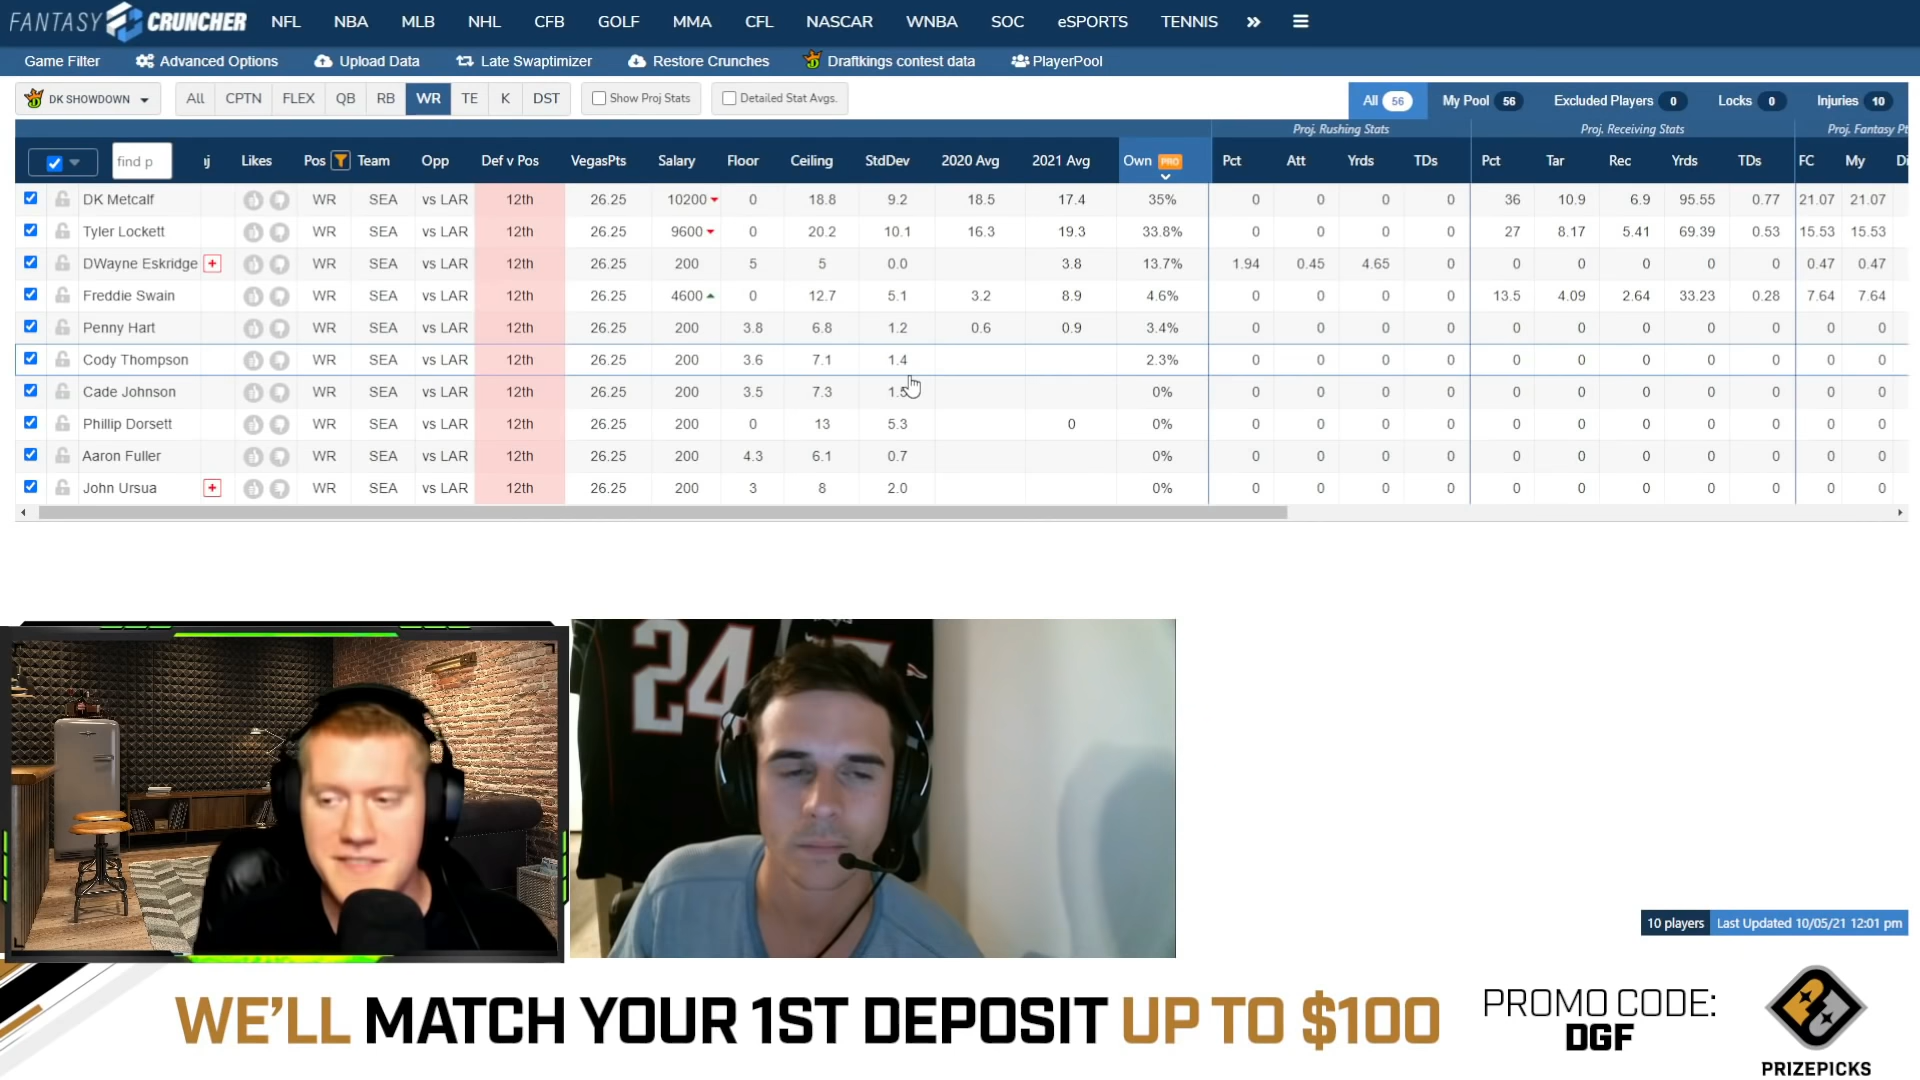 FANTASY CRUNCHER NFL NBA MLB NHL CFB GOLF MMA CFL NASCAR WNBA SOC eSPORTS TENNIS »
Game Filter Advanced Options Upload Data Late Swaptimizer Restore Crunches Draftkings contest data PlayerPool
DK SHOWDOWN All CPTN FLEX QB RB WR TE K DST Show Proj Stats Detailed Stat Avgs. All 56 My Pool 56 Excluded Players 0 Locks 0 Injuries 10
Proj. Rushing Stats Proj. Receiving Stats Proj. Fantasy Pt
find p Likes Pos Team Opp Def v Pos VegasPts Salary Floor Ceiling StdDev 2020 Avg 2021 Avg Own PRO Pct Att Yrds TDs Pct Tar Rec Yrds TDs FC My
DK Metcalf WR SEA vs LAR 12th 26.25 10200 0 18.8 9.2 18.5 17.4 35% 0 0 0 0 36 10.9 6.9 95.55 0.77 21.07 21.07
Tyler Lockett WR SEA vs LAR 12th 26.25 9600 0 20.2 10.1 16.3 19.3 33.8% 0 0 0 0 27 8.17 5.41 69.39 0.53 15.53 15.53
DWayne Eskridge + WR SEA vs LAR 12th 26.25 200 5 5 0.0 3.8 13.7% 1.94 0.45 4.65 0 0 0 0 0 0 0.47 0.47
Freddie Swain WR SEA vs LAR 12th 26.25 4600 0 12.7 5.1 3.2 8.9 4.6% 0 0 0 0 13.5 4.09 2.64 33.23 0.28 7.64 7.64
Penny Hart WR SEA vs LAR 12th 26.25 200 3.8 6.8 1.2 0.6 0.9 3.4% 0 0 0 0 0 0 0 0 0 0 0
Cody Thompson WR SEA vs LAR 12th 26.25 200 3.6 7.1 1.4 2.3% 0 0 0 0 0 0 0 0 0 0 0
Cade Johnson WR SEA vs LAR 12th 26.25 200 3.5 7.3 0% 0 0 0 0 0 0 0 0 0 0 0
Phillip Dorsett WR SEA vs LAR 12th 26.25 200 0 13 5.3 0 0% 0 0 0 0 0 0 0 0 0 0 0
Aaron Fuller WR SEA vs LAR 12th 26.25 200 4.3 6.1 0.7 0% 0 0 0 0 0 0 0 0 0 0 0
John Ursua + WR SEA vs LAR 12th 26.25 200 3 8 2.0 0% 0 0 0 0 0 0 0 0 0 0 0
24
10 players Last Updated 10/05/21 12:01 pm
WE'LL MATCH YOUR 1ST DEPOSIT UP TO $100
PROMO CODE:
DGF
PRIZEPICKS